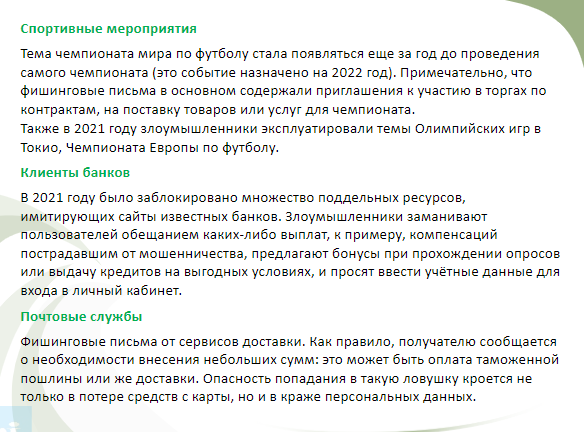 Спортивные мероприятия
Тема чемпионата мира по футболу стала появляться еще за год до проведения
самого чемпионата (это событие назначено на 2022 год). Примечательно, что
фишинговые письма в основном содержали приглашения к участию в торгах по
контрактам, на поставку товаров или услуг для чемпионата.
Также в 2021 году злоумышленники эксплуатировали темы Олимпийских игр в
Токио, Чемпионата Европы по футболу.
Клиенты банков
В 2021 году было заблокировано множество поддельных ресурсов,
имитирующих сайты известных банков. Злоумышленники заманивают
пользователей обещанием каких-либо выплат, к примеру, компенсаций
пострадавшим от мошенничества, предлагают бонусы при прохождении опросов
или выдачу кредитов на выгодных условиях, и просят ввести учётные данные для
входа в личный кабинет.
Почтовые службы
Фишинговые письма от сервисов доставки. Как правило, получателю сообщается
о необходимости внесения небольших сумм: это может быть оплата таможенной
пошлины или же доставки. Опасность попадания в такую ловушку кроется не
только в потере средств с карты, но и в краже персональных данных.